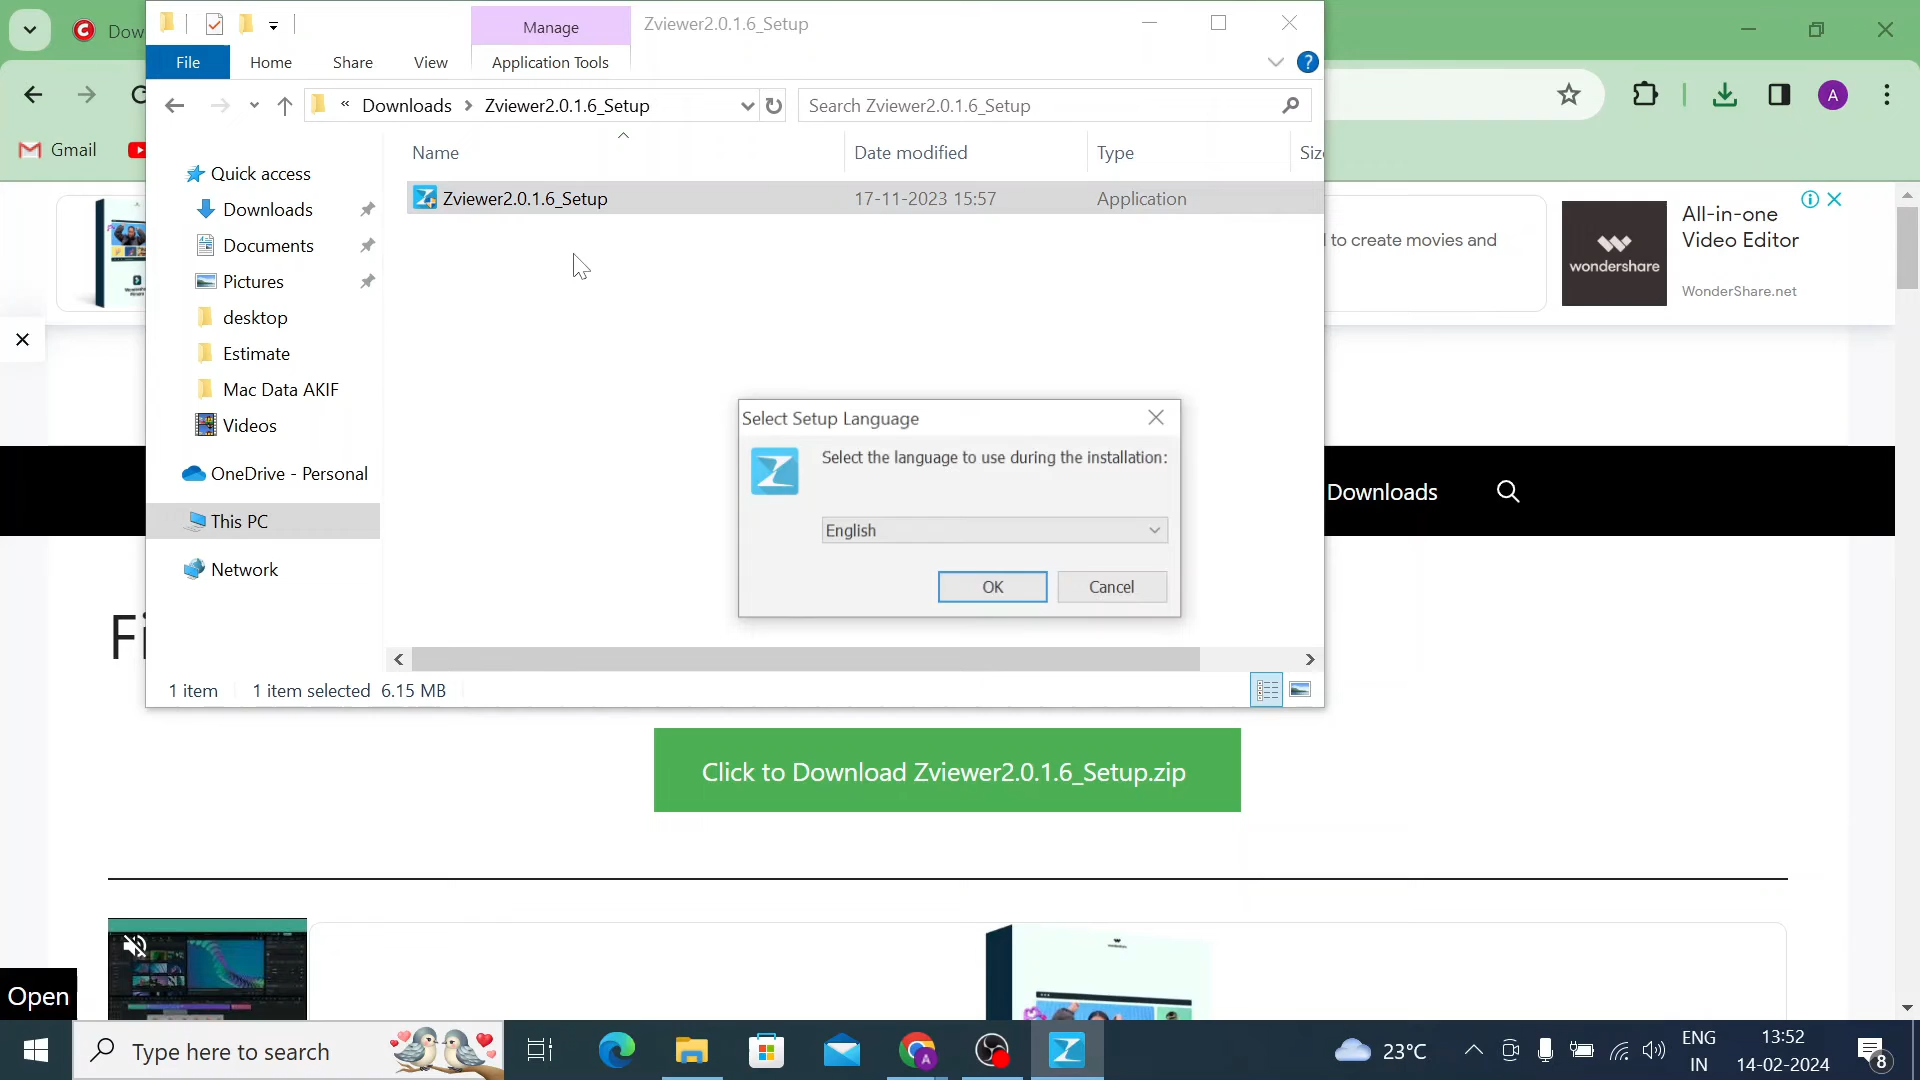 Dow
Manage
Zviewer2.0.1.6_Setup
File
Home
Share
View
Application Tools
?
« Downloads > Zviewer2.0.1.6_Setup
Search Zviewer2.0.1.6_Setup
A
Gmail
Name
Date modified
Type
Siz
Zviewer2.0.1.6_Setup
17-11-2023 15:57
Application
Quick access
Downloads
Documents
Pictures
desktop
Estimate
Mac Data AKIF
Videos
OneDrive - Personal
This PC
Network
to create movies and
wondershare
All-in-one
Video Editor
WonderShare.net
Select Setup Language
Select the language to use during the installation:
English
OK
Cancel
Downloads
Fi
1 item
1 item selected 6.15 MB
Click to Download Zviewer2.0.1.6_Setup.zip
Open
Type here to search
A
23°C
ENG
IN
13:52
14-02-2024
8